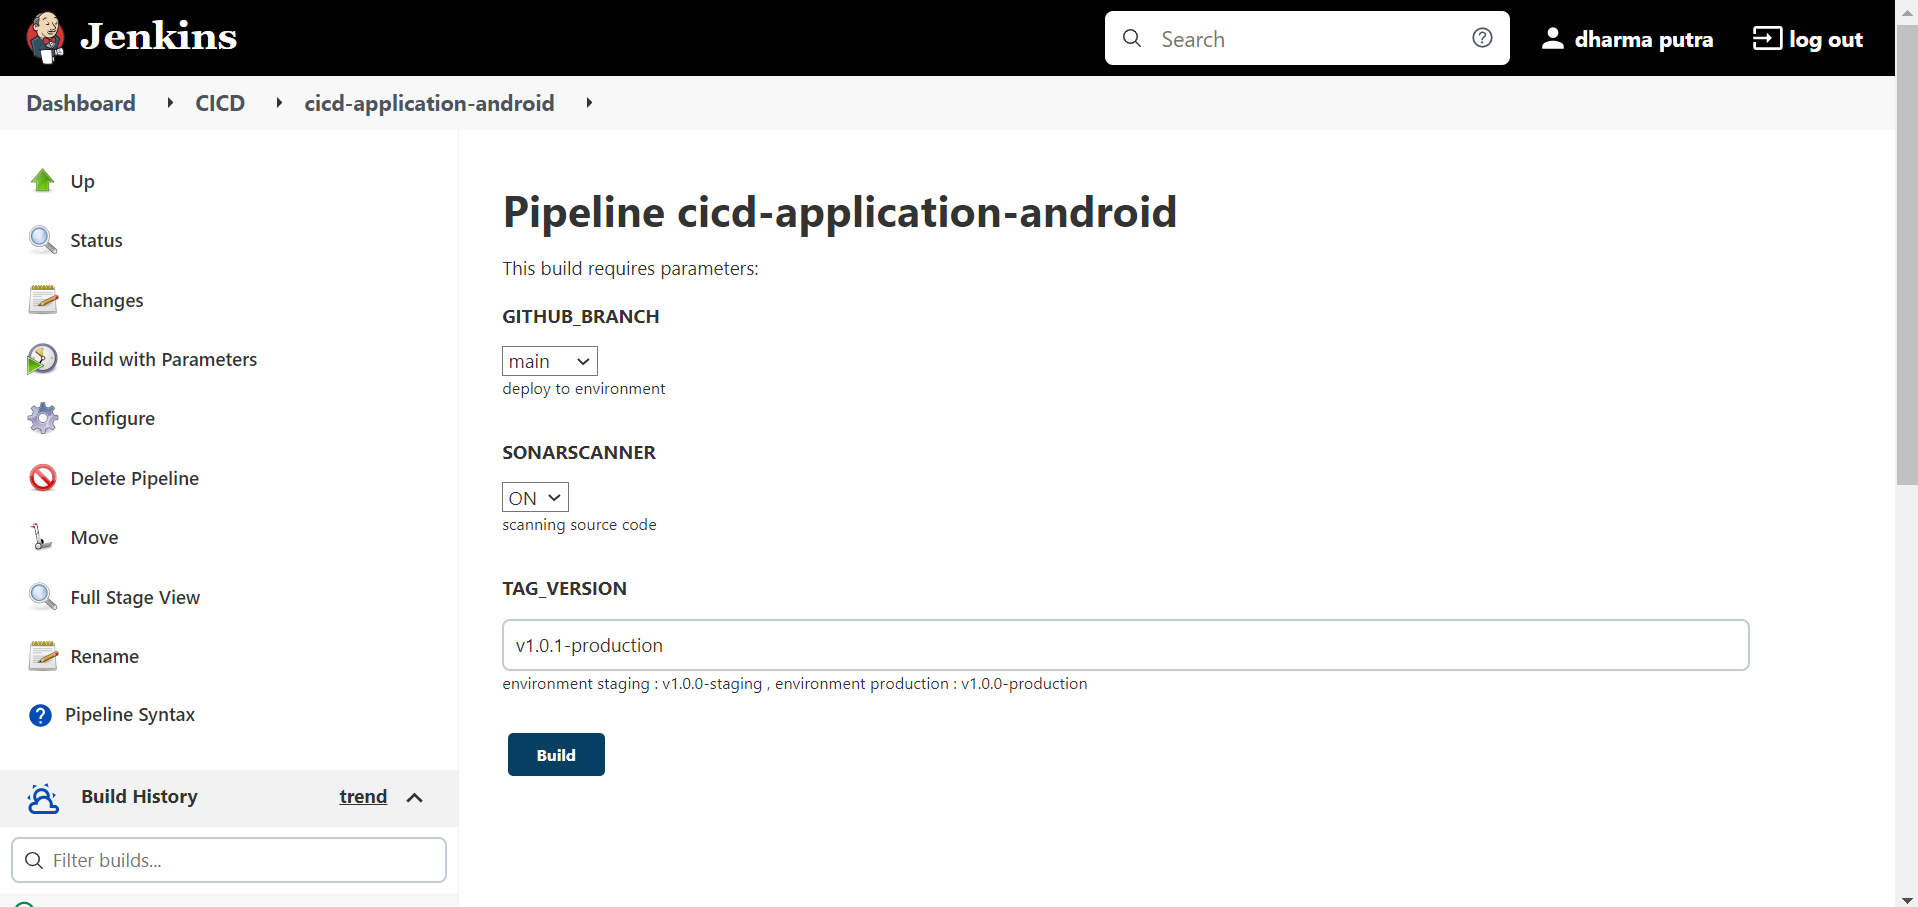 Jenkins
Search
dharma putra
log out
Dashboard
CICD
cicd-application-android
Up
Status
Changes
Build with Parameters
Configure
Delete Pipeline
Move
Full Stage View
Rename
Pipeline Syntax
Build History
trend
Filter builds...
Pipeline cicd-application-android
This build requires parameters:
GITHUB_BRANCH
main
deploy to environment
SONARSCANNER
ON
scanning source code
TAG_VERSION
v1.0.1-production
environment staging : v1.0.0-staging , environment production : v1.0.0-production
Build